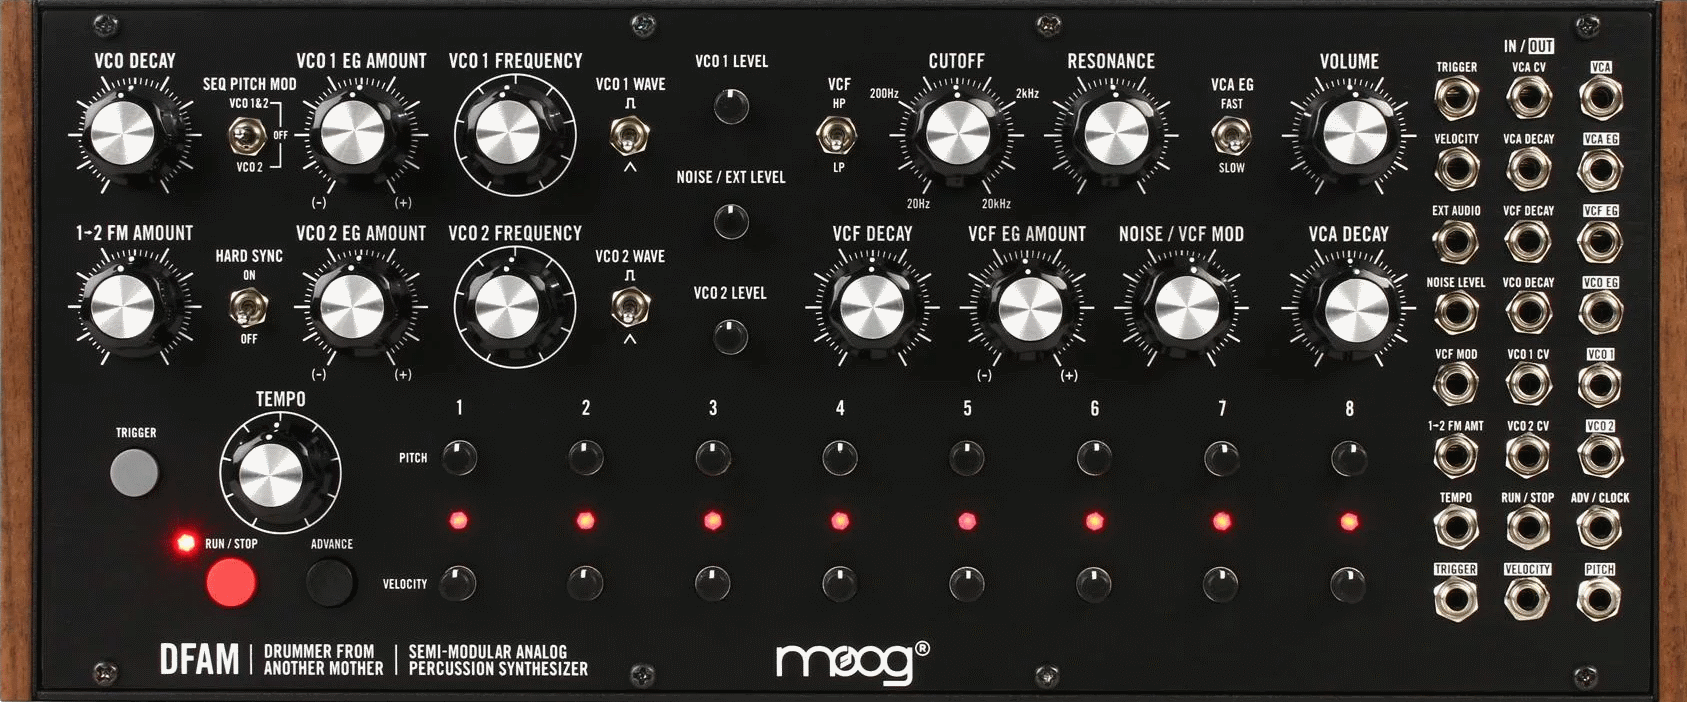 VCO DECAY
SEQ PITCH MOD
VCO 1&2
OFF
VCO 2
VCO 1 EG AMOUNT
(-) (+)
VCO 1 FREQUENCY
VCO 1 WAVE
VCO 1 LEVEL
NOISE / EXT LEVEL
VCF
HP
LP
CUTOFF
200Hz 2kHz
20Hz 20kHz
RESONANCE
VCA EG
FAST
SLOW
VOLUME
1→2 FM AMOUNT
HARD SYNC
ON
OFF
VCO 2 EG AMOUNT
(-) (+)
VCO 2 FREQUENCY
VCO 2 WAVE
VCO 2 LEVEL
VCF DECAY
VCF EG AMOUNT
(-) (+)
NOISE / VCF MOD
VCA DECAY
TRIGGER
TEMPO
RUN / STOP
ADVANCE
1 2 3 4 5 6 7 8
PITCH
VELOCITY
IN / OUT
TRIGGER VCA CV VCA
VELOCITY VCA DECAY VCA EG
EXT AUDIO VCF DECAY VCF EG
NOISE LEVEL VCO DECAY VCO EG
VCF MOD VCO 1 CV VCO 1
1→2 FM AMT VCO 2 CV VCO 2
TEMPO RUN / STOP ADV / CLOCK
TRIGGER VELOCITY PITCH
DFAM
DRUMMER FROM
ANOTHER MOTHER
SEMI-MODULAR ANALOG
PERCUSSION SYNTHESIZER
moog®